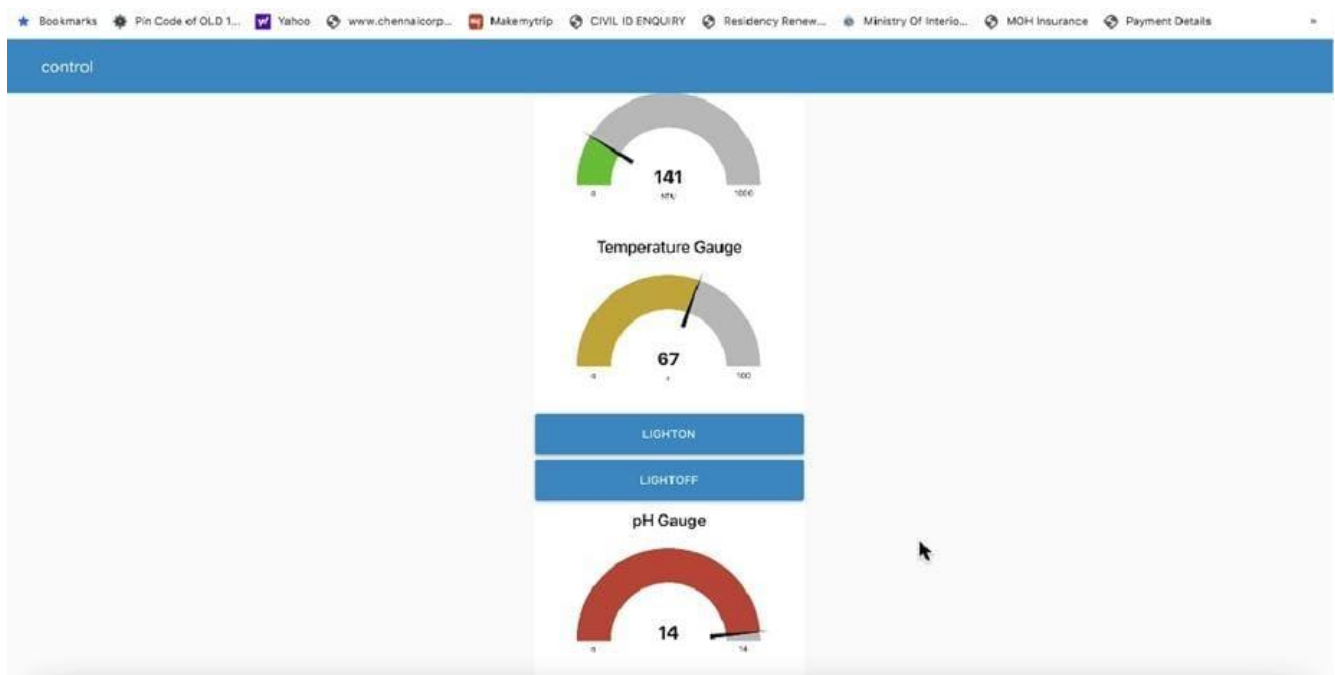 Bookmarks Pin Code of OLD 1... Yahoo www.chennaicorp... Makemytrip CIVIL ID ENQUIRY Residency Renew... Ministry Of Interio... MOH Insurance Payment Details »
control
141
0 NTU 1000
Temperature Gauge
67
0 100
LIGHTON
LIGHTOFF
pH Gauge
14
0 14